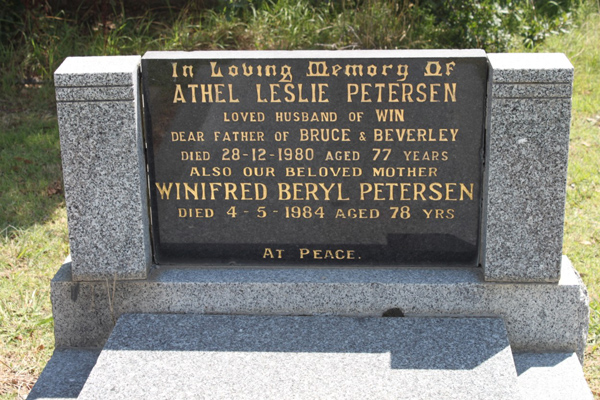 In Loving Memory Of
ATHEL LESLIE PETERSEN
LOVED HUSBAND OF WIN
DEAR FATHER OF BRUCE & BEVERLEY
DIED 28-12-1980 AGED 77 YEARS
ALSO OUR BELOVED MOTHER
WINIFRED BERYL PETERSEN
DIED 4-5-1984 AGED 78 YRS
AT PEACE.